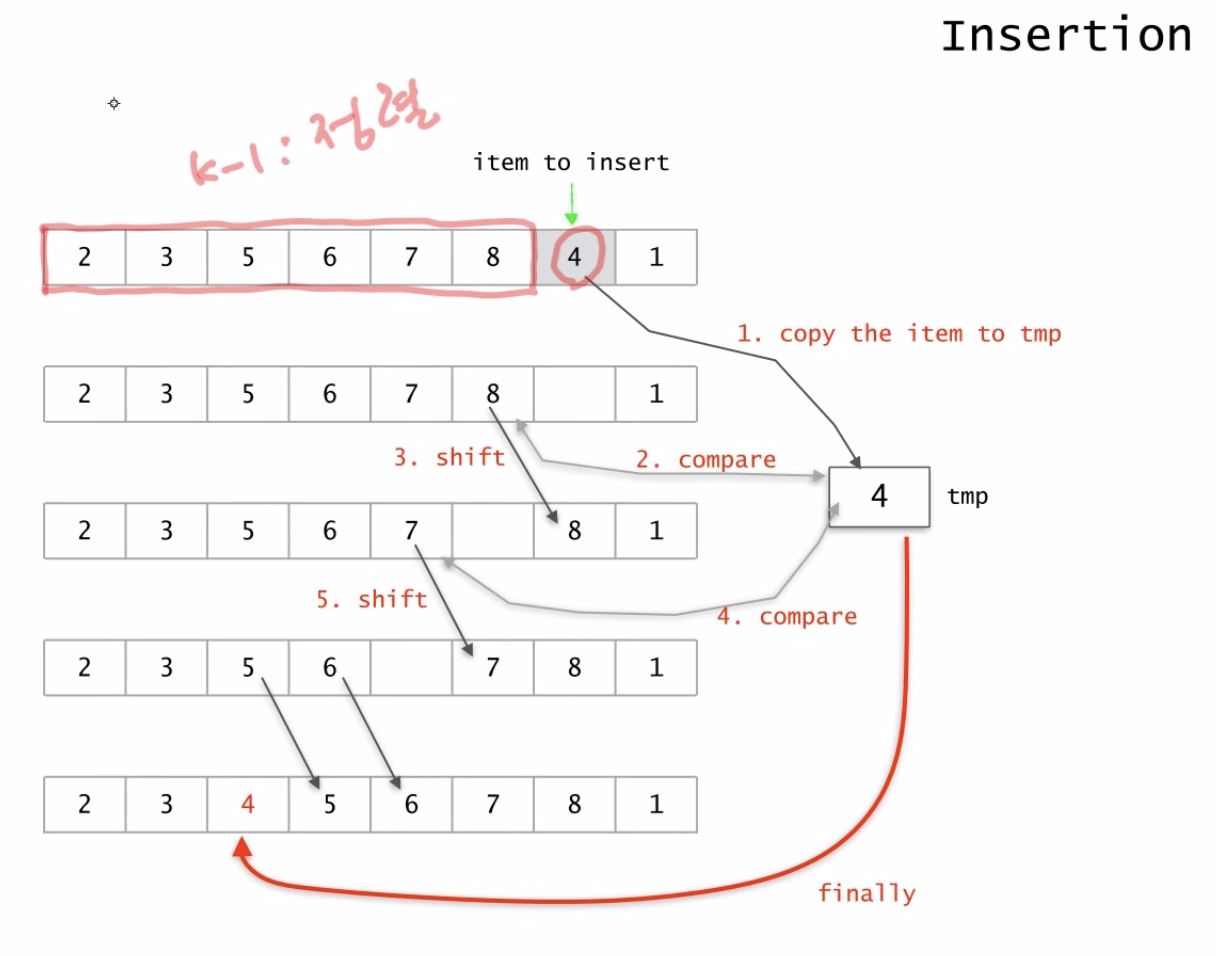 Insertion
k-1 : 정렬
item to insert
2 3 5 6 7 8 4 1
1. copy the item to tmp
2 3 5 6 7 8 1
3. shift
2. compare
4 tmp
2 3 5 6 7 8 1
5. shift
4. compare
2 3 5 6 7 8 1
2 3 4 5 6 7 8 1
finally